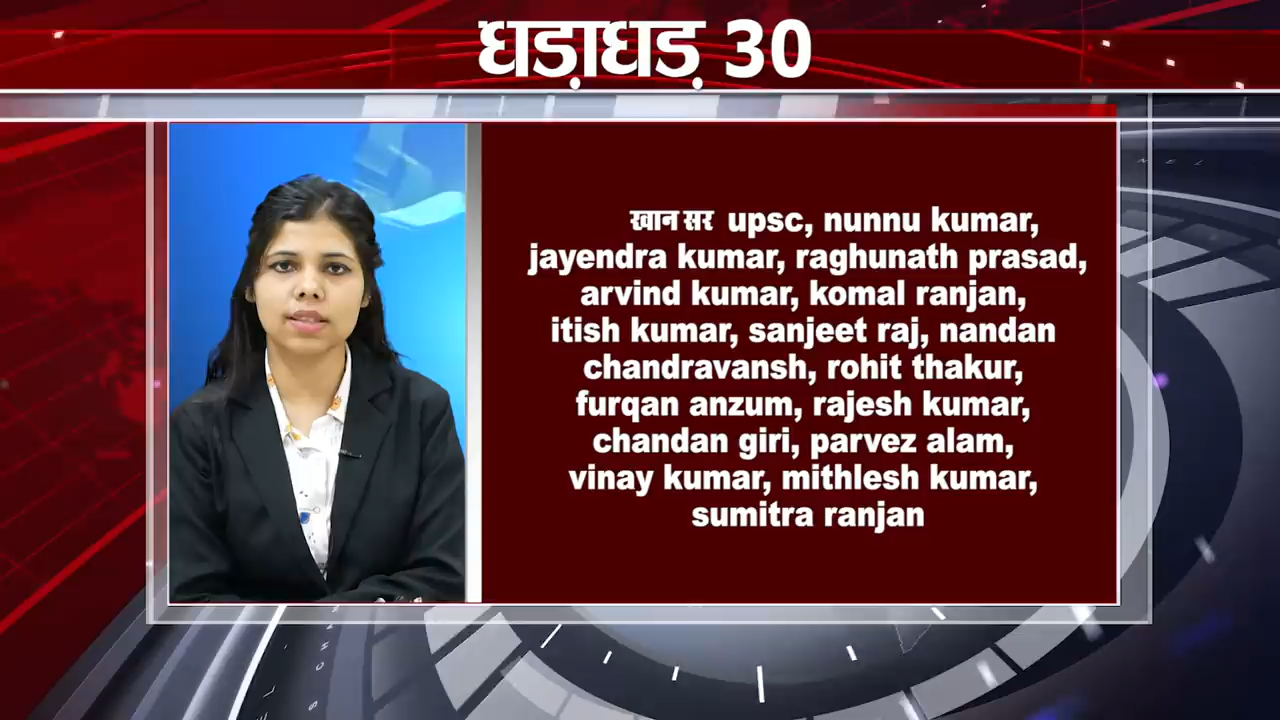 धड़ाधड़ 30
खान सर upsc, nunnu kumar,
jayendra kumar, raghunath prasad,
arvind kumar, komal ranjan,
itish kumar, sanjeet raj, nandan
chandravansh, rohit thakur,
furqan anzum, rajesh kumar,
chandan giri, parvez alam,
vinay kumar, mithlesh kumar,
sumitra ranjan